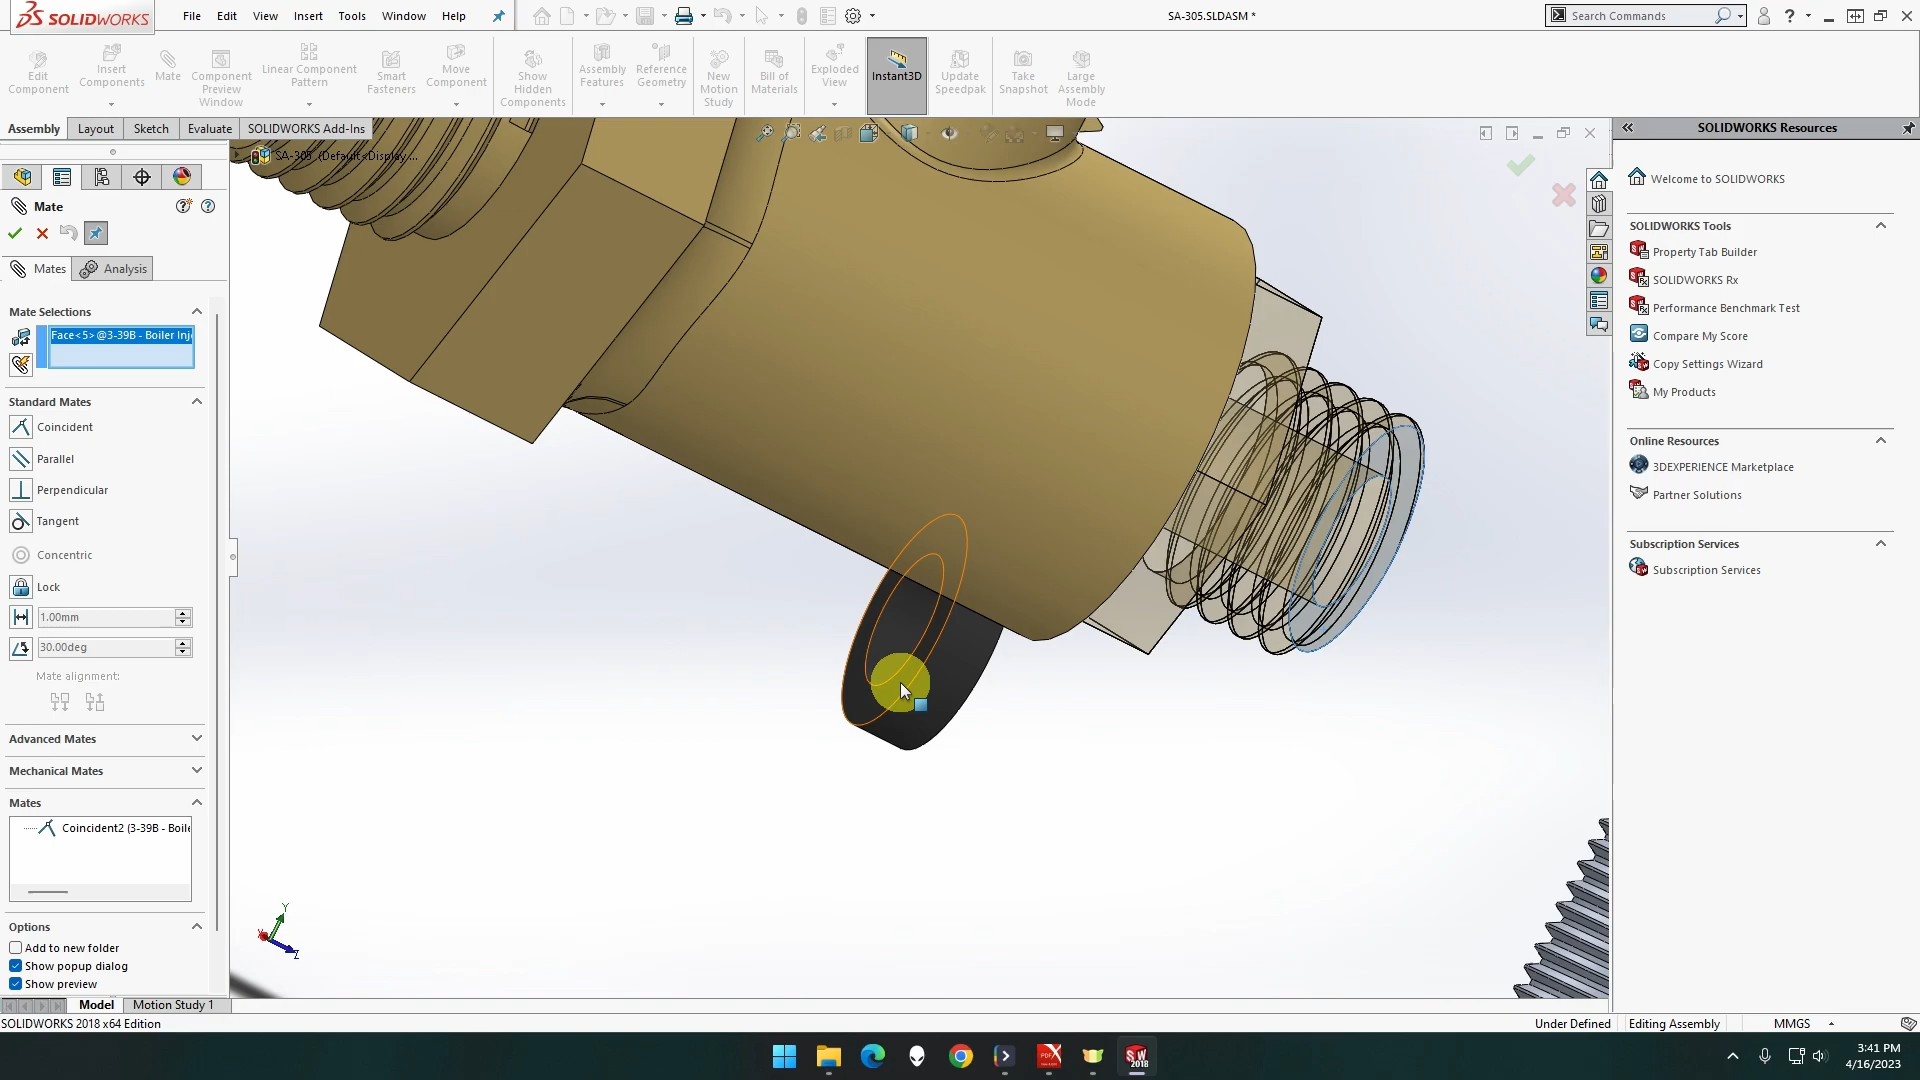 SOLIDWORKS
File Edit View Insert Tools Window Help
SA-305.SLDASM *
Search Commands
Edit Component
Insert Components
Mate
Component Preview Window
Linear Component Pattern
Smart Fasteners
Move Component
Show Hidden Components
Assembly Features
Reference Geometry
New Motion Study
Bill of Materials
Exploded View
Instant3D
Update Speedpak
Take Snapshot
Large Assembly Mode
Assembly Layout Sketch Evaluate SOLIDWORKS Add-Ins
SA-305 (Default<Display ...
Mate
Mates Analysis
Mate Selections
Face<5>@3-39B - Boiler Inj
Standard Mates
Coincident
Parallel
Perpendicular
Tangent
Concentric
Lock
1.00mm
30.00deg
Mate alignment:
Advanced Mates
Mechanical Mates
Mates
Coincident2 (3-39B - Boile
Options
Add to new folder
Show popup dialog
Show preview
Model Motion Study 1
SOLIDWORKS 2018 x64 Edition
Under Defined Editing Assembly MMGS
Y
Z
SOLIDWORKS Resources
Welcome to SOLIDWORKS
SOLIDWORKS Tools
Property Tab Builder
SOLIDWORKS Rx
Performance Benchmark Test
Compare My Score
Copy Settings Wizard
My Products
Online Resources
3DEXPERIENCE Marketplace
Partner Solutions
Subscription Services
Subscription Services
3:41 PM
4/16/2023